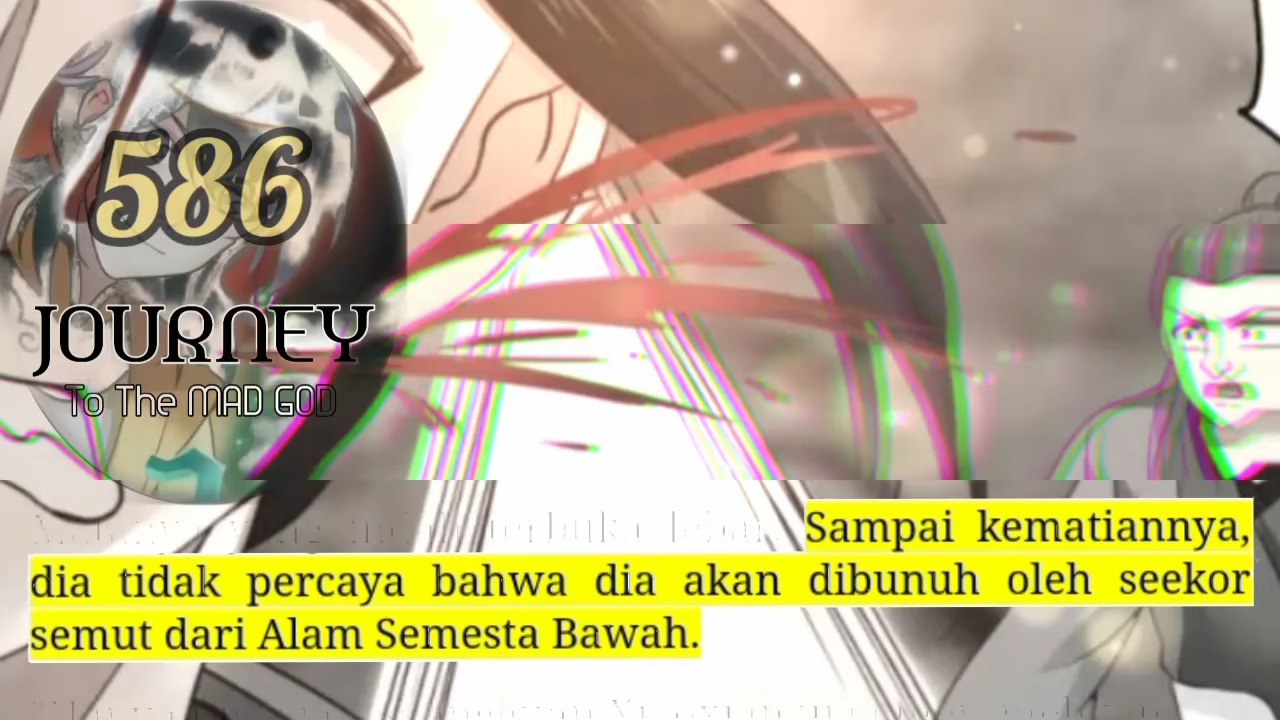 586
JOURNEY
To The MAD GOD
Sampai kematiannya,
dia tidak percaya bahwa dia akan dibunuh oleh seekor
semut dari Alam Semesta Bawah.